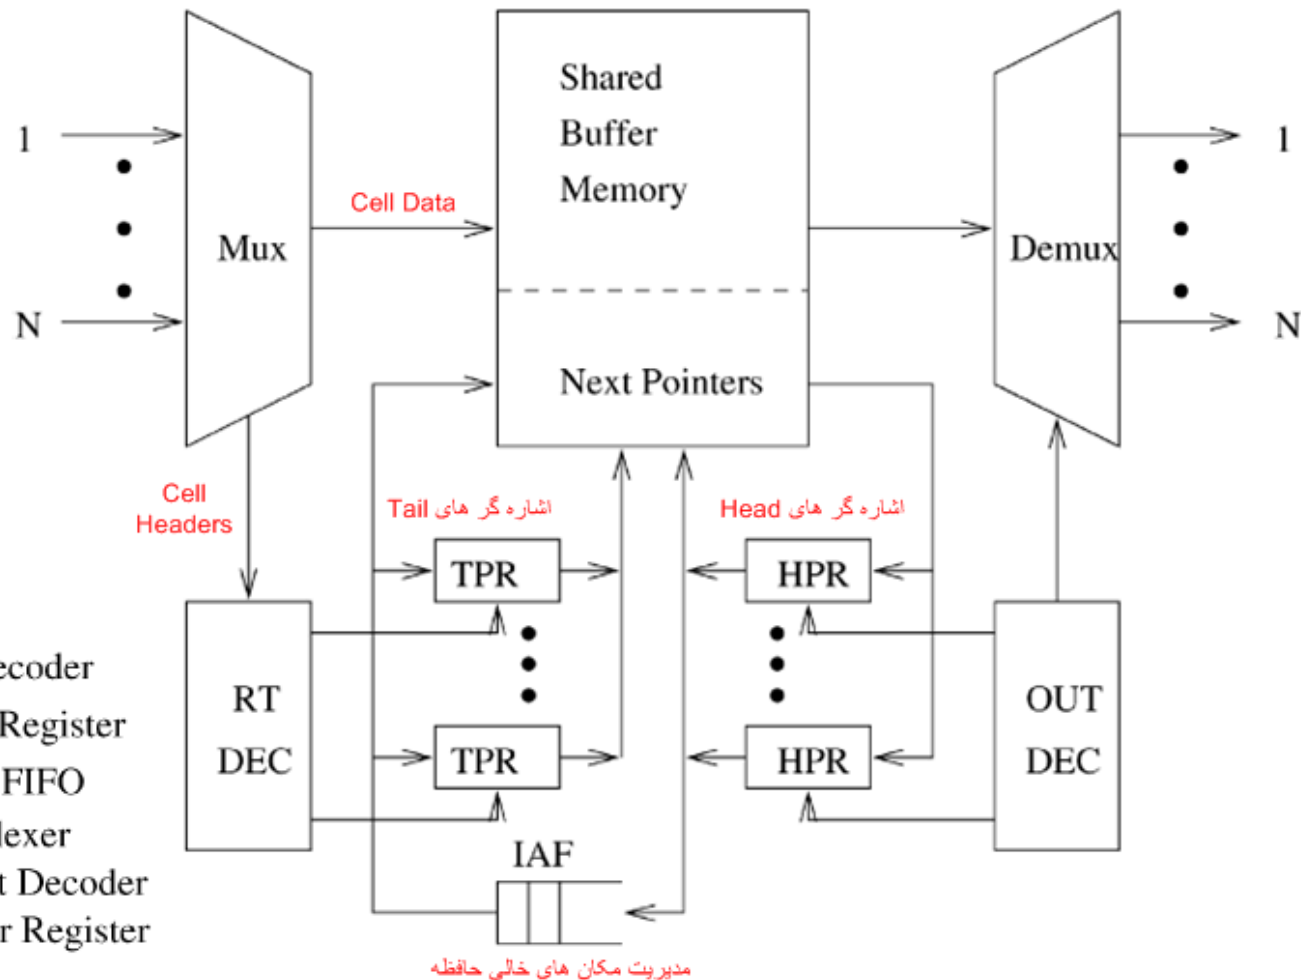 Shared
Buffer
Memory
1
1
Cell Data
Mux
Demux
N
N
Next Pointers
Cell
Headers
اشاره گر های Tail
اشاره گر های Head
TPR
HPR
ecoder
RT
DEC
OUT
DEC
Register
TPR
HPR
FIFO
lexer
IAF
t Decoder
r Register
مدیریت مکان های خالی حافظه